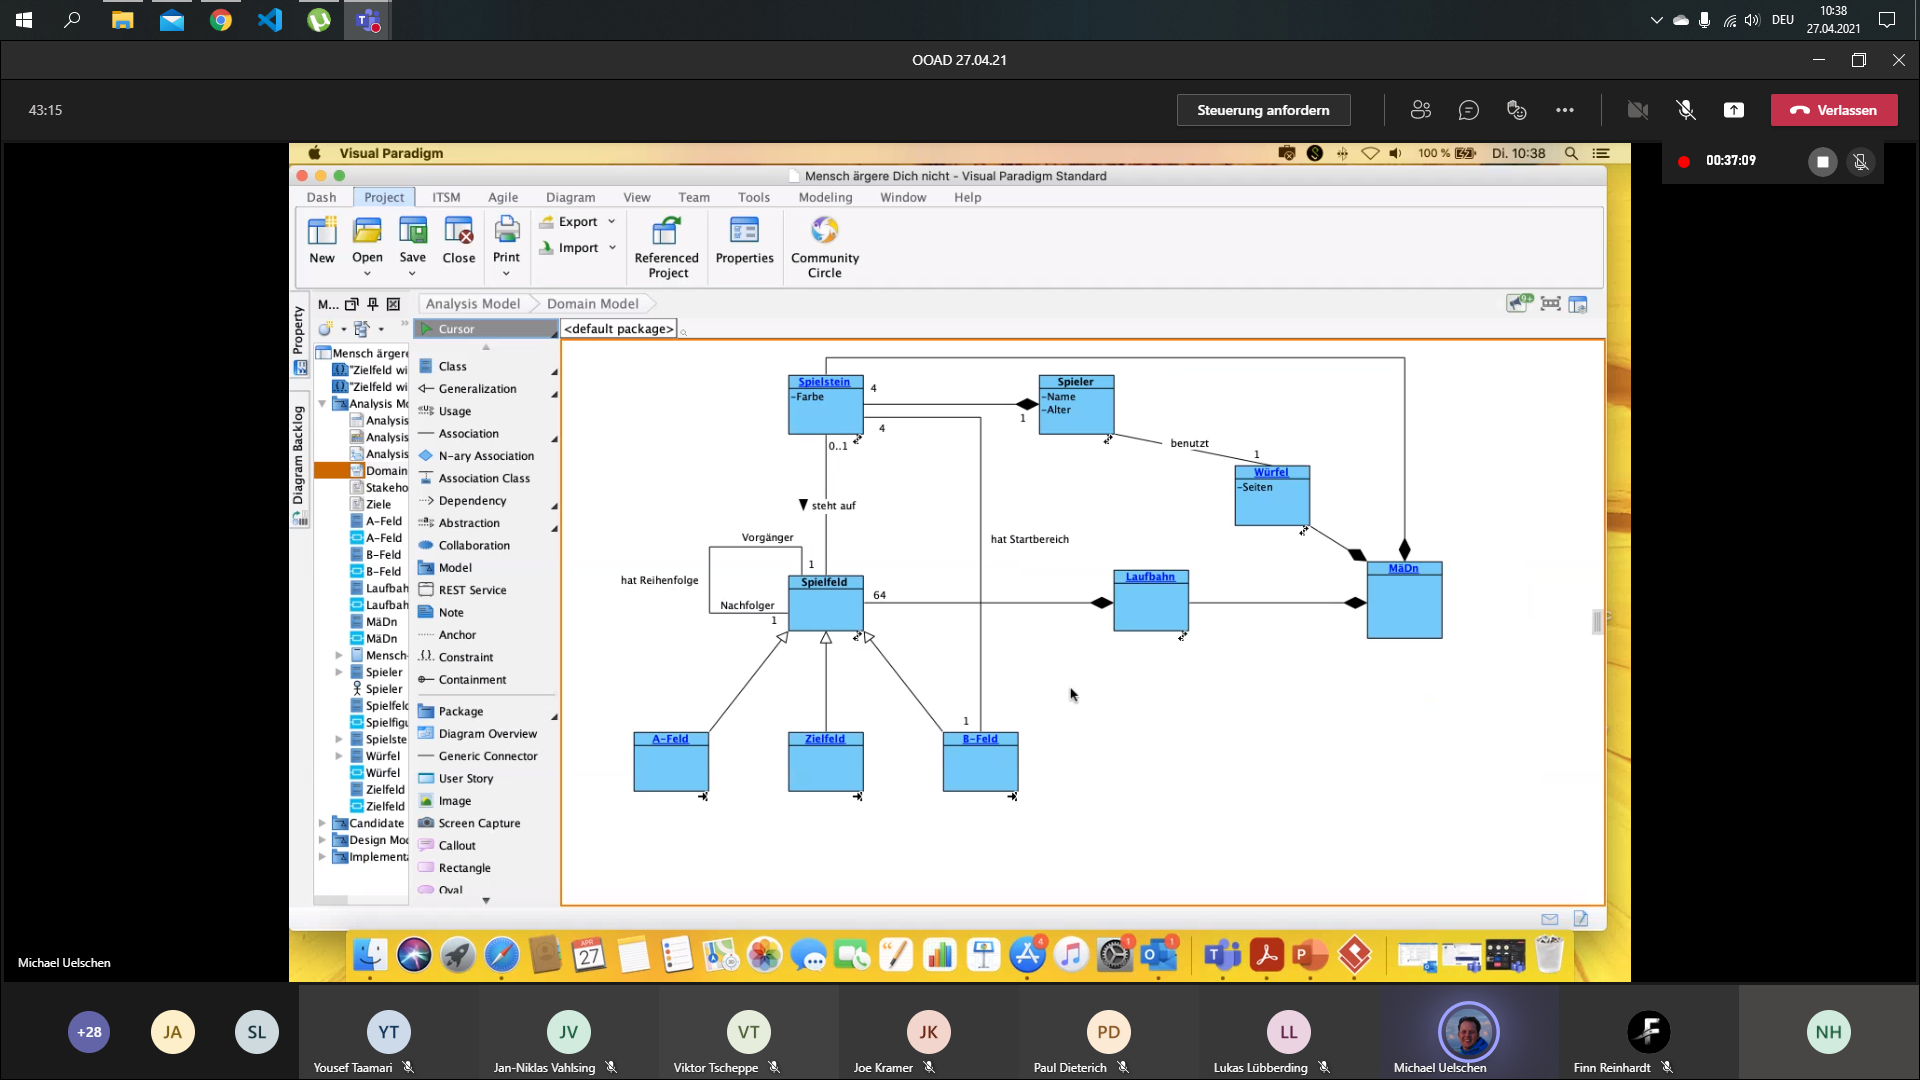 DEU
10:38
27.04.2021
OOAD 27.04.21
43:15
Steuerung anfordern
Verlassen
Visual Paradigm
100 %
Di. 10:38
00:37:09
Mensch ärgere Dich nicht - Visual Paradigm Standard
Dash
Project
ITSM
Agile
Diagram
View
Team
Tools
Modeling
Window
Help
New
Open
Save
Close
Print
Export
Import
Referenced
Project
Properties
Community
Circle
Property
Diagram Backlog
M...
Analysis Model
Domain Model
<default package>
Mensch ärgere
"Zielfeld wi
"Zielfeld wi
Analysis Mo
Analysis
Analysis
Analysis
Domain
Stakeho
Ziele
A-Feld
A-Feld
B-Feld
B-Feld
Laufbah
Laufbah
MäDn
MäDn
Mensch-
Spieler
Spieler
Spielfeld
Spielfigu
Spielste
Würfel
Würfel
Zielfeld
Zielfeld
Candidate
Design Mod
Implementa
Cursor
Class
Generalization
Usage
Association
N-ary Association
Association Class
Dependency
Abstraction
Collaboration
Model
REST Service
Note
Anchor
Constraint
Containment
Package
Diagram Overview
Generic Connector
User Story
Image
Screen Capture
Callout
Rectangle
Oval
Spielstein
-Farbe
4
4
0..1
Spieler
-Name
-Alter
1
benutzt
1
Würfel
-Seiten
steht auf
Vorgänger
1
hat Startbereich
hat Reihenfolge
Spielfeld
Nachfolger
1
64
Laufbahn
MäDn
1
A-Feld
Zielfeld
B-Feld
APR
27
4
1
1
Michael Uelschen
+28
JA
SL
YT
Yousef Taamari
JV
Jan-Niklas Vahlsing
VT
Viktor Tscheppe
JK
Joe Kramer
PD
Paul Dieterich
LL
Lukas Lübberding
Michael Uelschen
Finn Reinhardt
NH